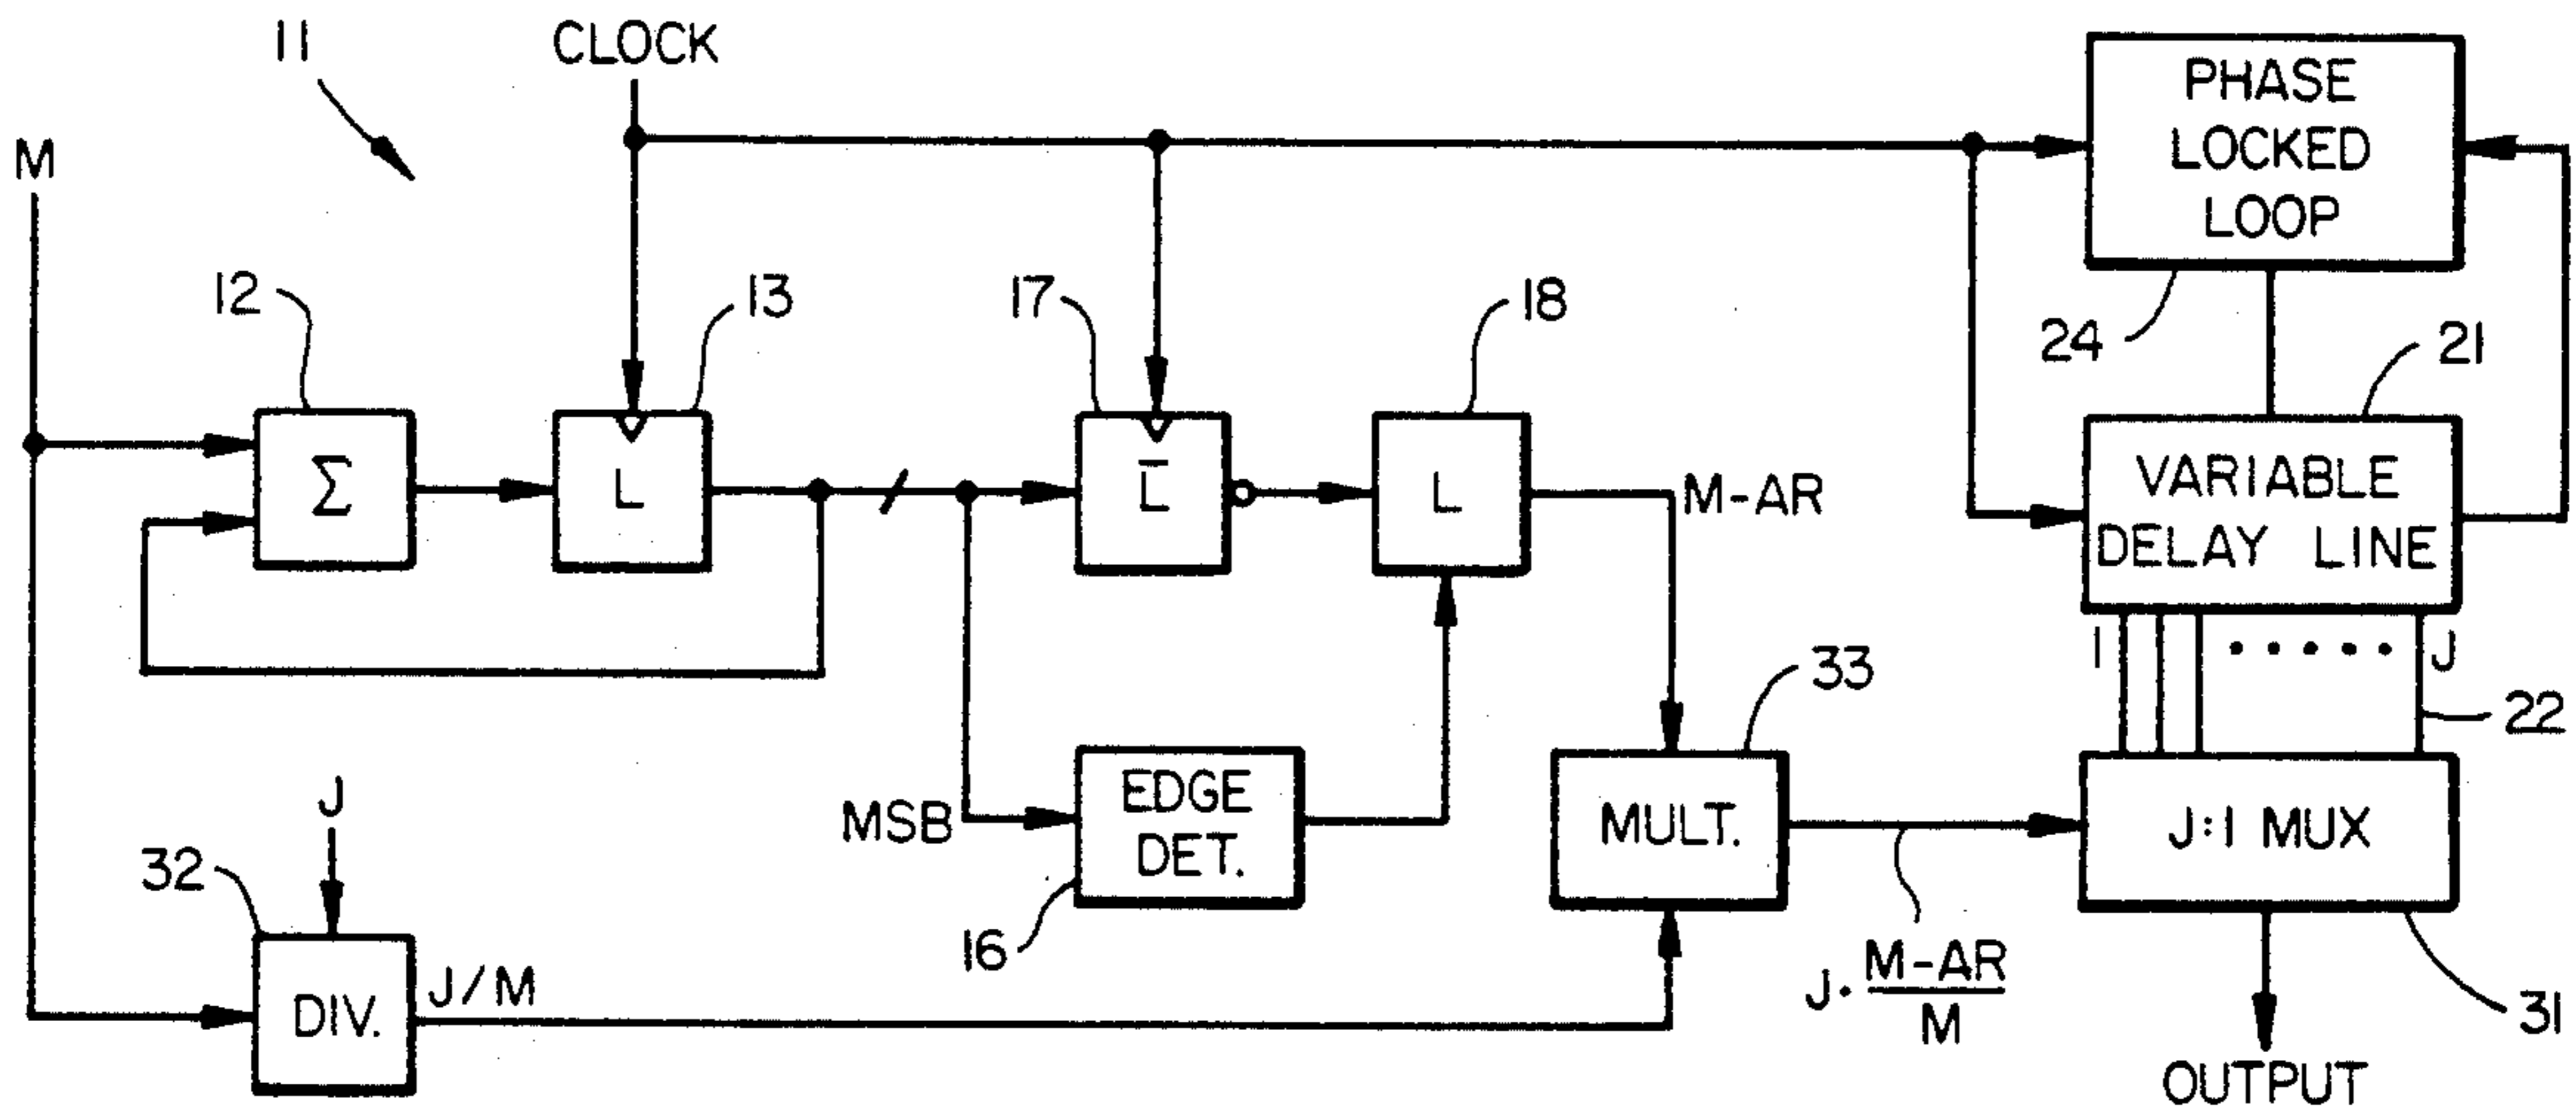 11
CLOCK
M
PHASE
LOCKED
LOOP
12
13
17
18
24
21
Σ
L
L̅
L
M-AR
VARIABLE
DELAY LINE
1
J
33
22
J
MSB
EDGE
DET.
MULT.
J:1 MUX
32
16
DIV.
J/M
J· M-AR
M
31
OUTPUT